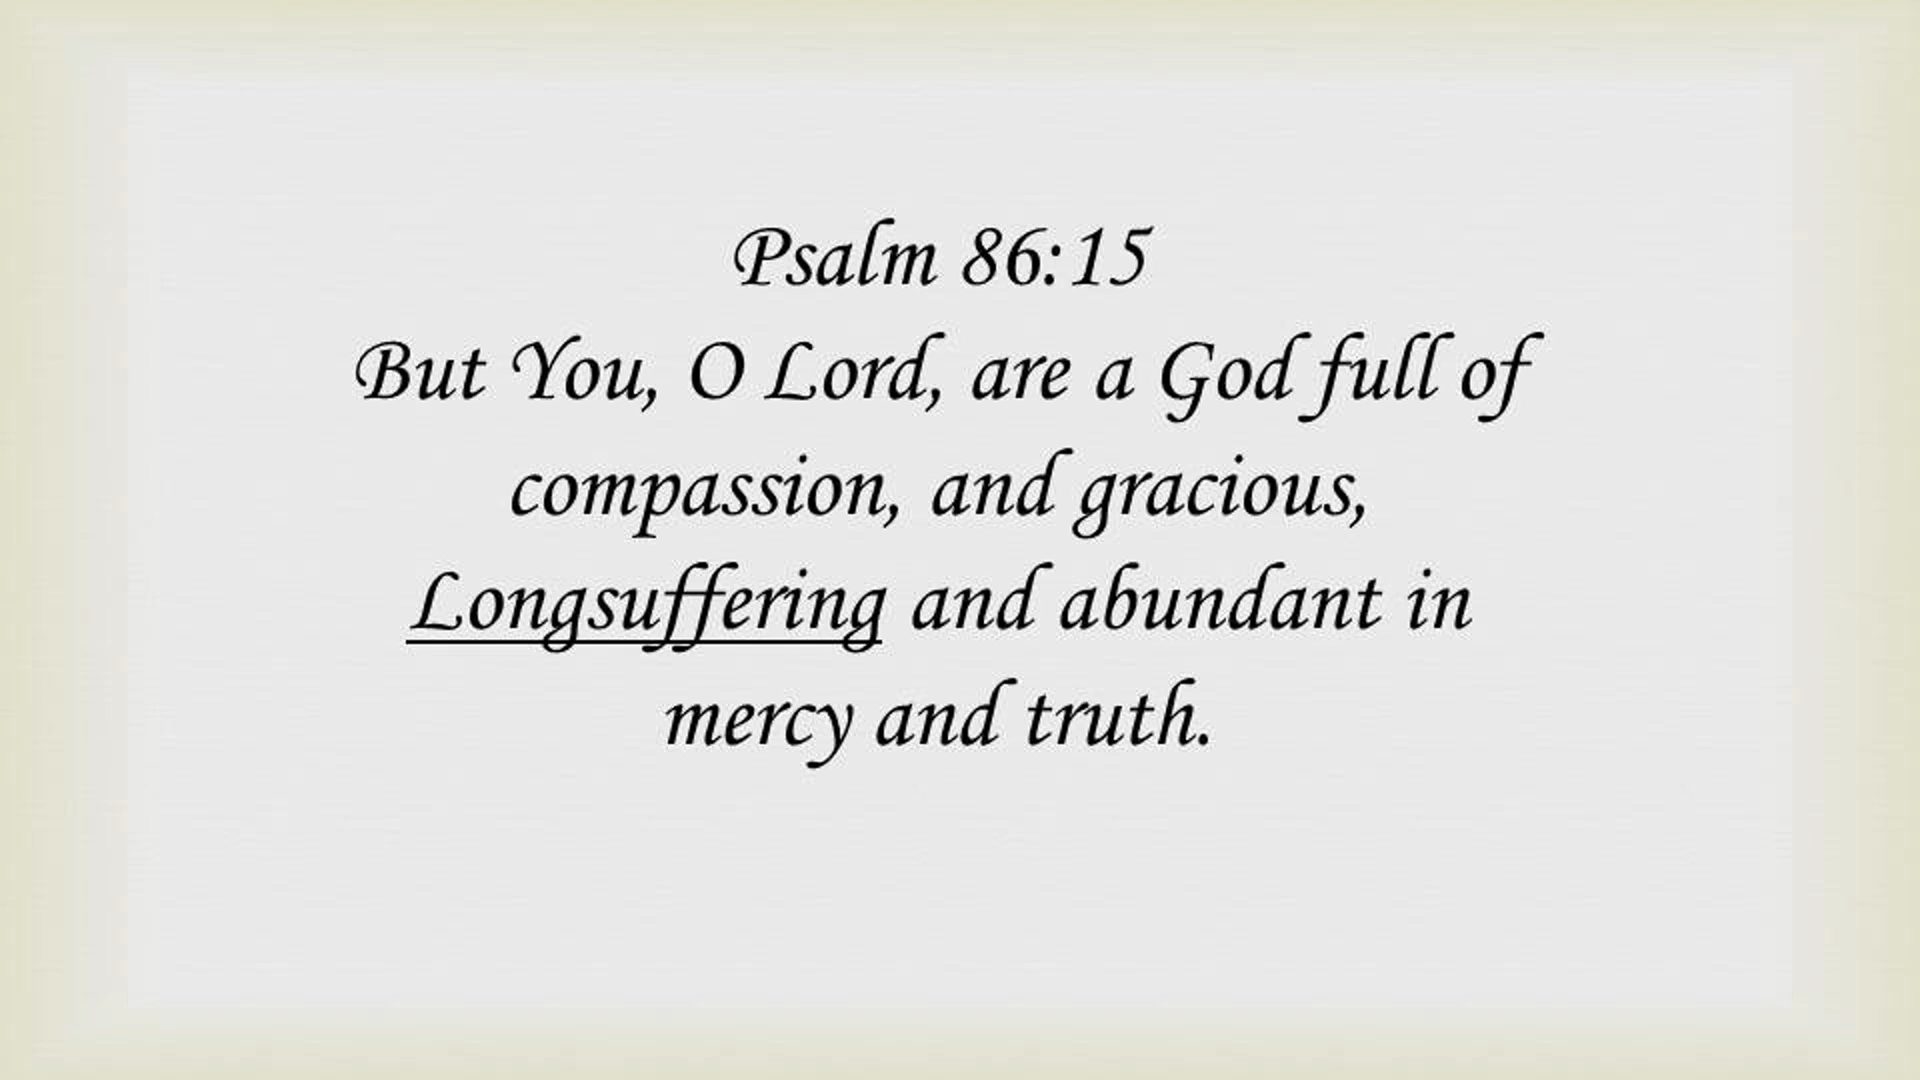 Psalm 86:15
But You, O Lord, are a God full of
compassion, and gracious,
Longsuffering and abundant in
mercy and truth.